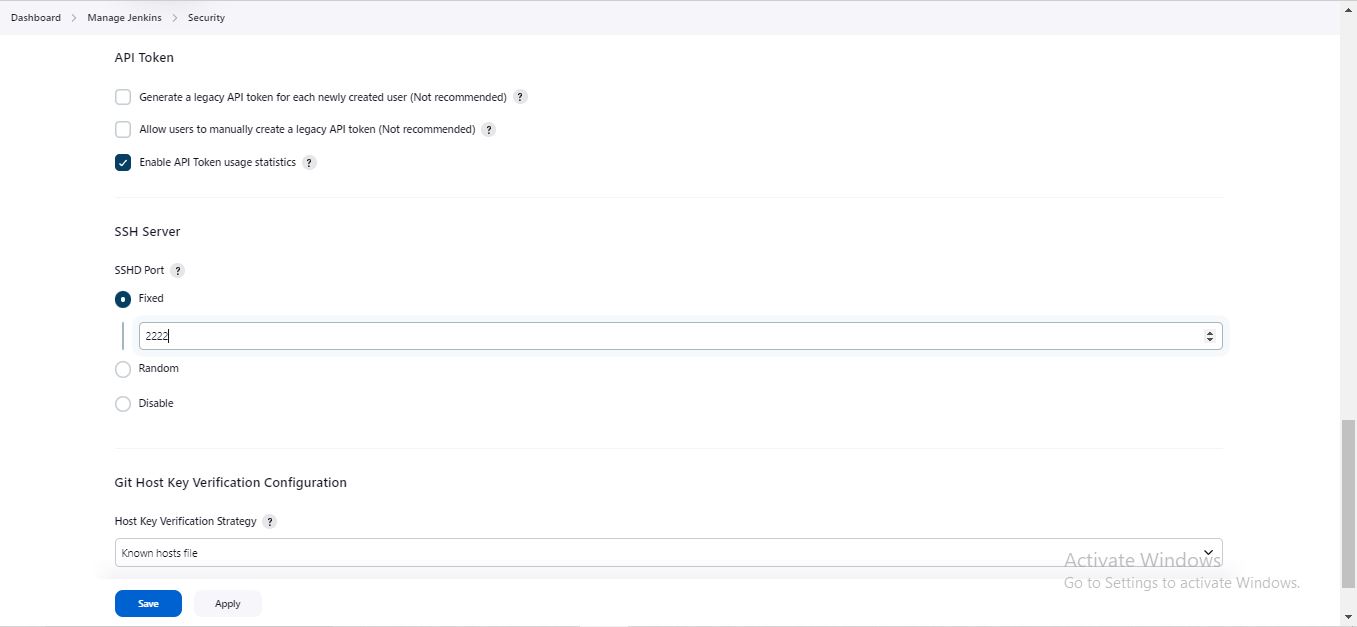 Dashboard > Manage Jenkins > Security
API Token
Generate a legacy API token for each newly created user (Not recommended) ?
Allow users to manually create a legacy API token (Not recommended) ?
Enable API Token usage statistics ?
SSH Server
SSHD Port ?
Fixed
2222
Random
Disable
Git Host Key Verification Configuration
Host Key Verification Strategy ?
Known hosts file
Activate Windows
Go to Settings to activate Windows.
Save Apply